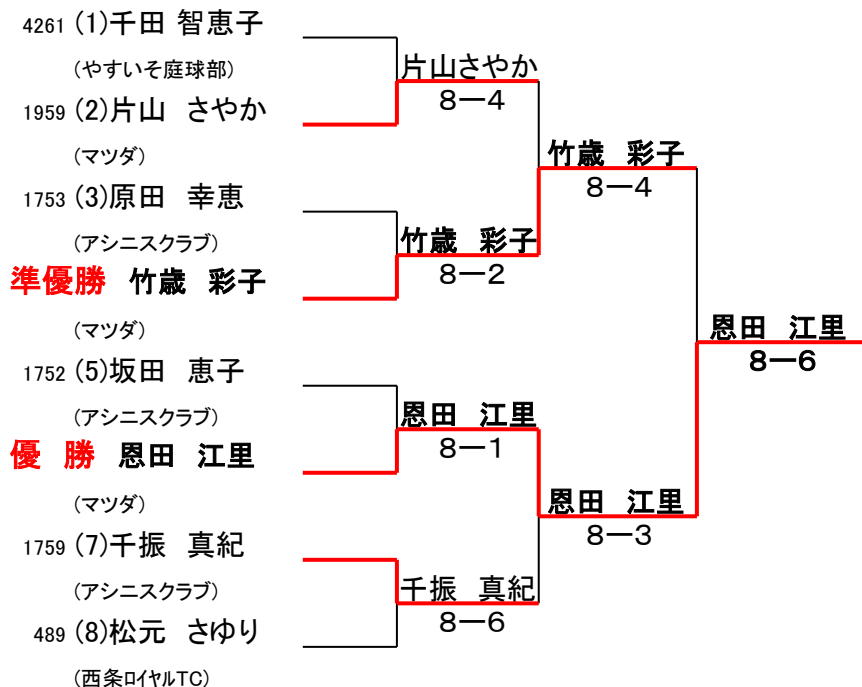 4261 (1)千田 智恵子
(やすいそ庭球部)
片山さやか
8－4
1959 (2)片山　さやか
(マツダ)
竹歳　彩子
8－4
1753 (3)原田　幸恵
(アシニスクラブ)
竹歳　彩子
8－2
準優勝　竹歳　彩子
(マツダ)
恩田　江里
8－6
1752 (5)坂田　恵子
(アシニスクラブ)
恩田　江里
8－1
優　勝　恩田　江里
(マツダ)
恩田　江里
8－3
1759 (7)千振　真紀
(アシニスクラブ)
千振　真紀
8－6
489 (8)松元　さゆり
(西条ﾛｲﾔﾙTC)